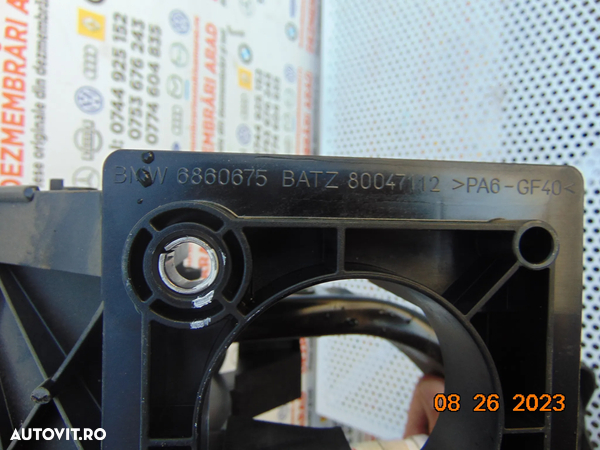 DEZMEMBRĂRI ARAD
0744 925 152
0753 676 243
0774 604 835
BMW 6860675 BATZ 80047112 >PA6-GF40<
08 26 2023
AUTOVIT.RO